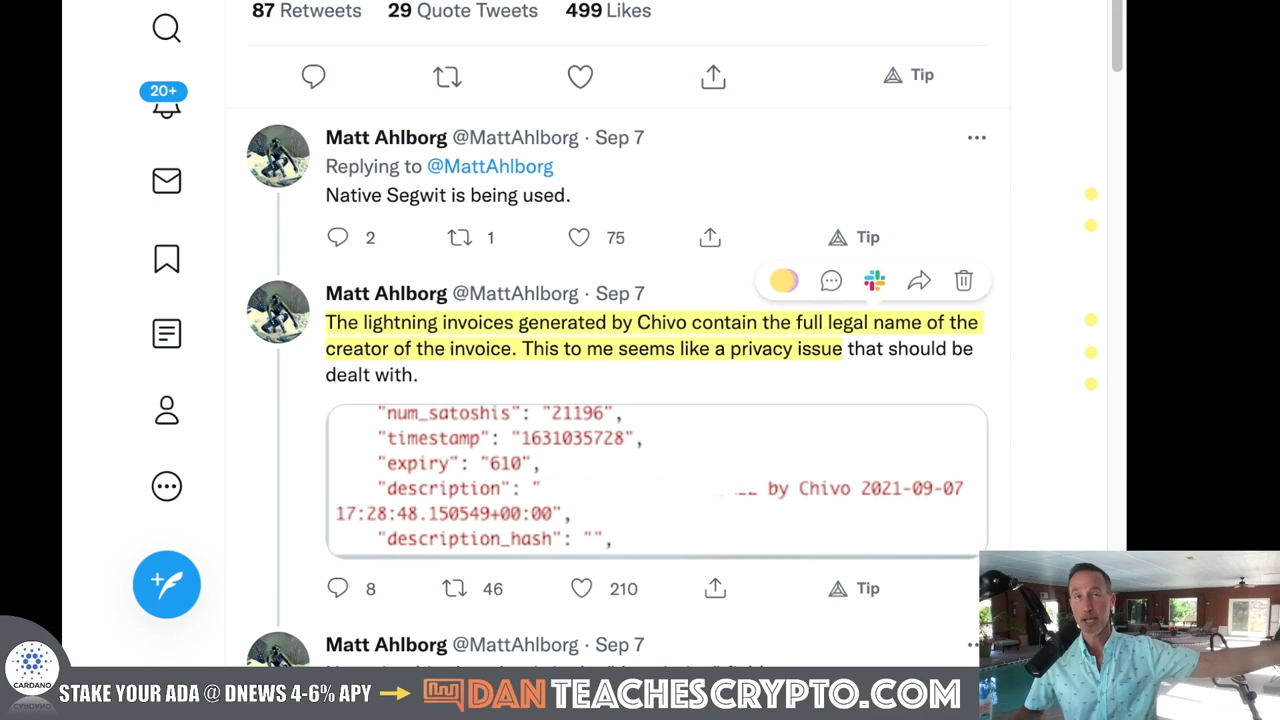 87 Retweets 29 Quote Tweets 499 Likes
Tip
20+
Matt Ahlborg @MattAhlborg · Sep 7
Replying to @MattAhlborg
Native Segwit is being used.
2 1 75 Tip
Matt Ahlborg @MattAhlborg · Sep 7
The lightning invoices generated by Chivo contain the full legal name of the
creator of the invoice. This to me seems like a privacy issue that should be
dealt with.
"num_satoshis": "21196",
"timestamp": "1631035728",
"expiry": "610",
"description": " by Chivo 2021-09-07
17:28:48.150549+00:00",
"description_hash": "",
8 46 210 Tip
Matt Ahlborg @MattAhlborg · Sep 7
CARDANO
STAKE YOUR ADA @ DNEWS 4-6% APY
DANTEACHESCRYPTO.COM